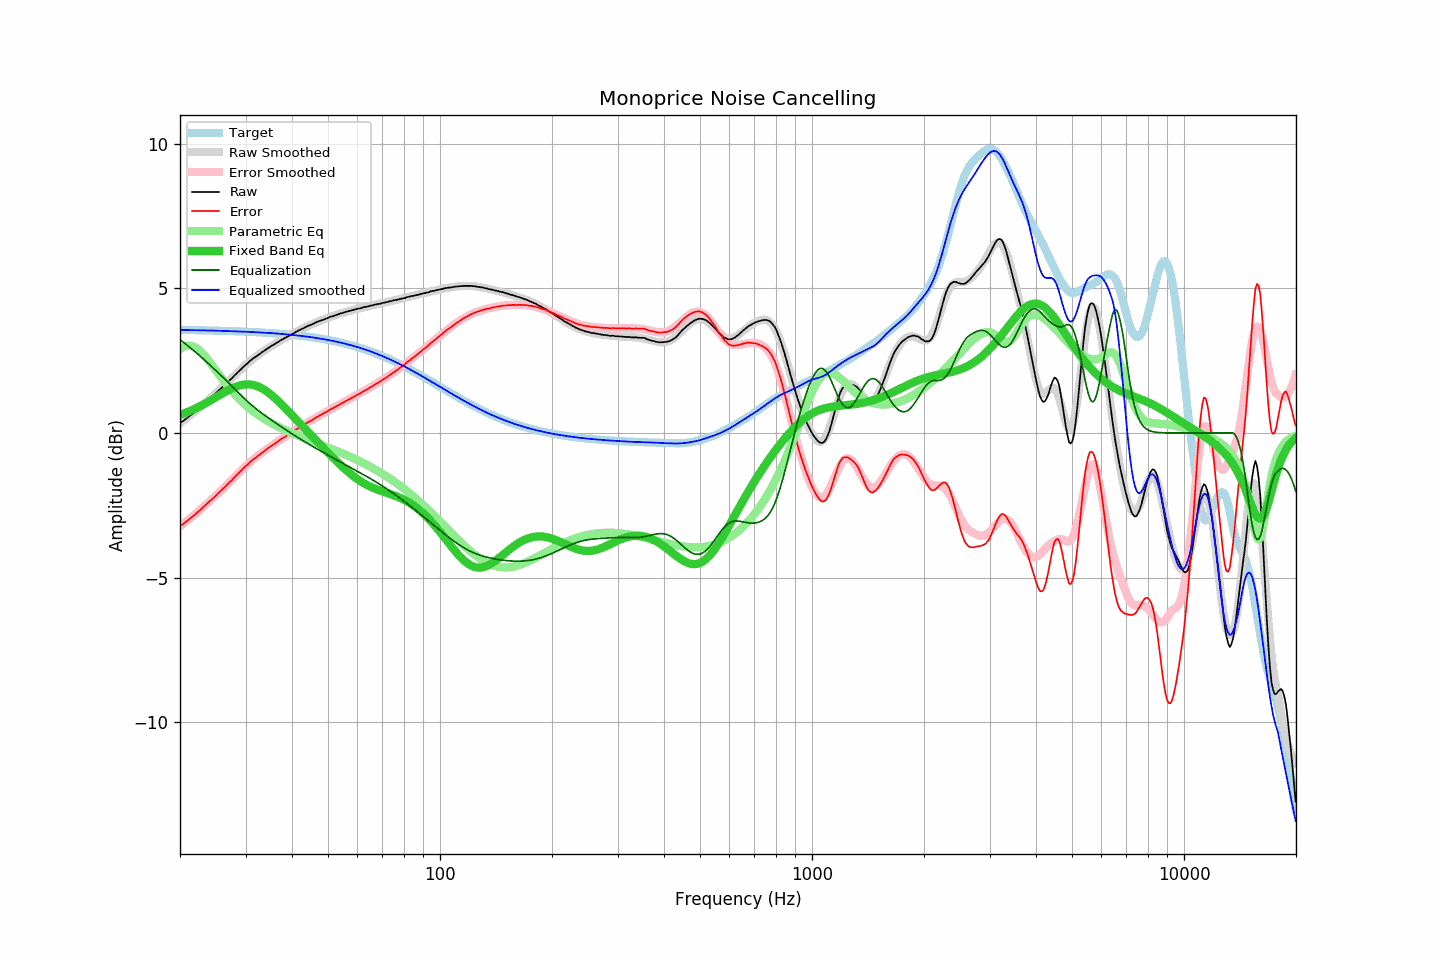 Monoprice Noise Cancelling
Target
Raw Smoothed
Error Smoothed
Raw
Error
Parametric Eq
Fixed Band Eq
Equalization
Equalized smoothed
Amplitude (dBr)
10
5
0
−5
−10
100
1000
10000
Frequency (Hz)